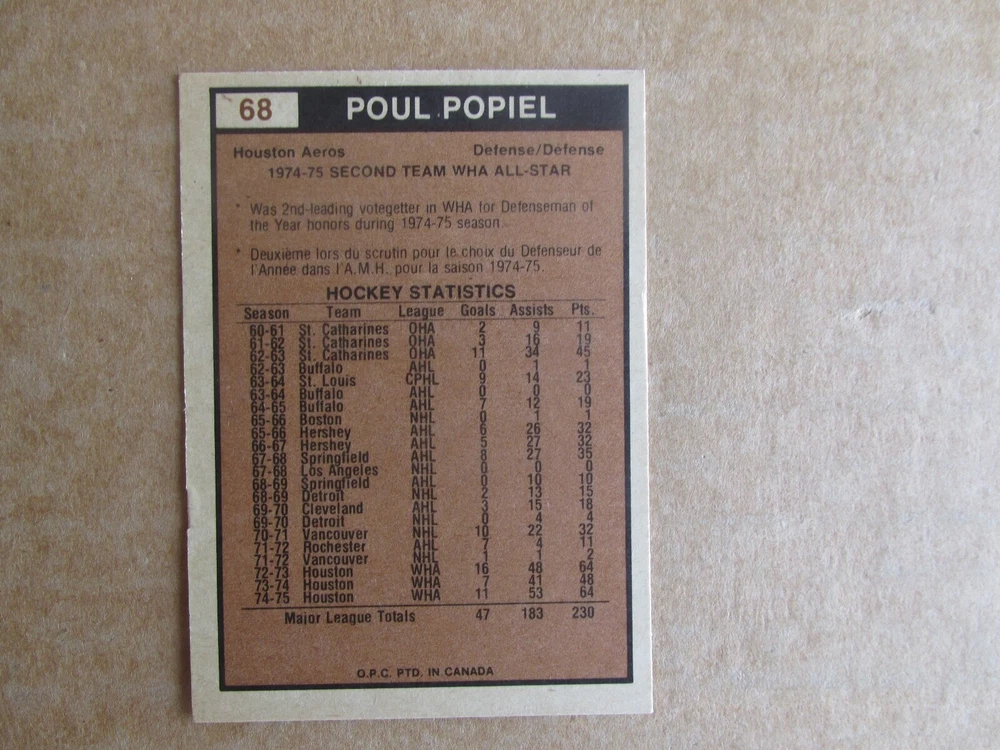 68 POUL POPIEL
Houston Aeros Defense/Défense
1974-75 SECOND TEAM WHA ALL-STAR
* Was 2nd-leading votegetter in WHA for Defenseman of
the Year honors during 1974-75 season.
* Deuxième lors du scrutin pour le choix du Defenseur de
l'Année dans l'A.M.H. pour la saison 1974-75.
HOCKEY STATISTICS
Season Team League Goals Assists Pts.
60-61 St. Catharines OHA 2 9 11
61-62 St. Catharines OHA 3 16 19
62-63 St. Catharines OHA 11 34 45
62-63 Buffalo AHL 0 1 1
63-64 St. Louis CPHL 9 14 23
63-64 Buffalo AHL 0 0 0
64-65 Buffalo AHL 7 12 19
65-66 Boston NHL 0 1 1
65-66 Hershey AHL 6 26 32
66-67 Hershey AHL 5 27 32
67-68 Springfield AHL 8 27 35
67-68 Los Angeles NHL 0 0 0
68-69 Springfield AHL 0 10 10
68-69 Detroit NHL 2 13 15
69-70 Cleveland AHL 3 15 18
69-70 Detroit NHL 0 4 4
70-71 Vancouver NHL 10 22 32
71-72 Rochester AHL 7 4 11
71-72 Vancouver NHL 1 1 2
72-73 Houston WHA 16 48 64
73-74 Houston WHA 7 41 48
74-75 Houston WHA 11 53 64
Major League Totals 47 183 230
O.P.C. PTD. IN CANADA